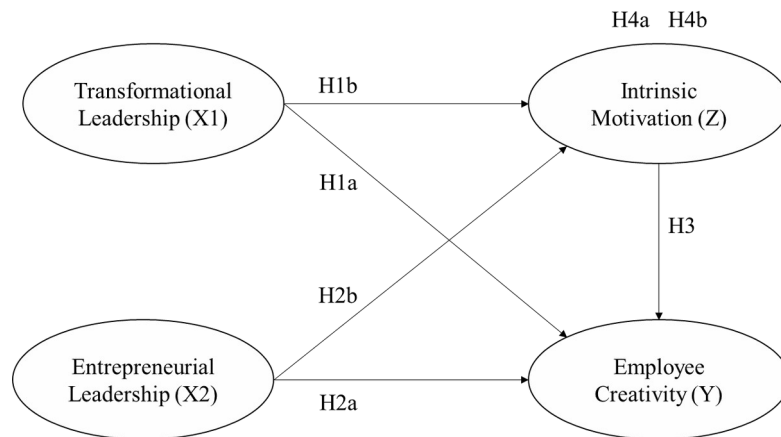 H4a H4b
Transformational
Leadership (X1)
H1b
Intrinsic
Motivation (Z)
H1a
H3
H2b
Entrepreneurial
Leadership (X2)
H2a
Employee
Creativity (Y)